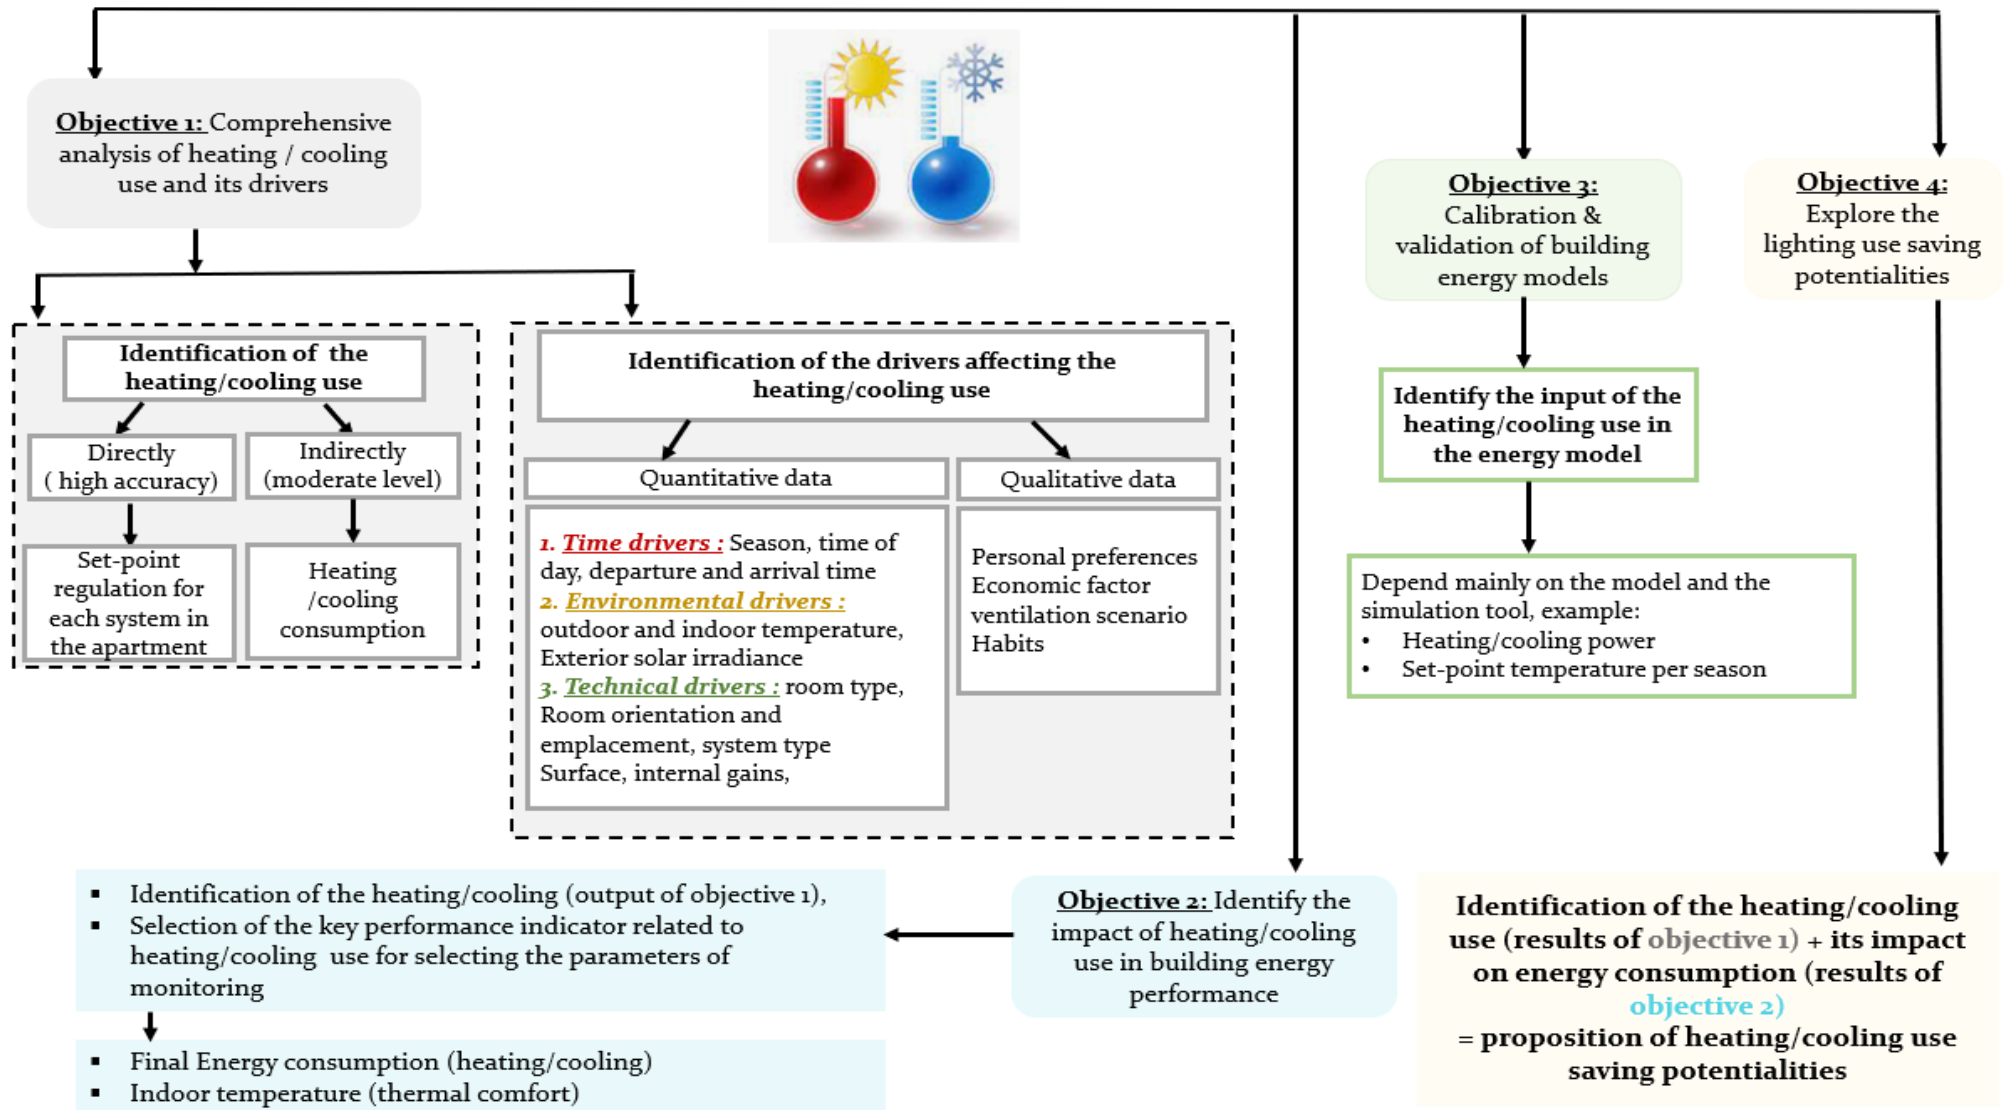 Objective 1: Comprehensive
analysis of heating / cooling
use and its drivers
Identification of the
heating/cooling use
Directly
( high accuracy)
Indirectly
(moderate level)
Set-point
regulation for
each system in
the apartment
Heating
/cooling
consumption
Identification of the drivers affecting the
heating/cooling use
Quantitative data
1. Time drivers : Season, time of
day, departure and arrival time
2. Environmental drivers :
outdoor and indoor temperature,
Exterior solar irradiance
3. Technical drivers : room type,
Room orientation and
emplacement, system type
Surface, internal gains,
Qualitative data
Personal preferences
Economic factor
ventilation scenario
Habits
Objective 2: Identify the
impact of heating/cooling
use in building energy
performance
▪ Identification of the heating/cooling (output of objective 1),
▪ Selection of the key performance indicator related to
heating/cooling use for selecting the parameters of
monitoring
▪ Final Energy consumption (heating/cooling)
▪ Indoor temperature (thermal comfort)
Objective 3:
Calibration &
validation of building
energy models
Identify the input of the
heating/cooling use in
the energy model
Depend mainly on the model and the
simulation tool, example:
• Heating/cooling power
• Set-point temperature per season
Objective 4:
Explore the
lighting use saving
potentialities
Identification of the heating/cooling
use (results of objective 1) + its impact
on energy consumption (results of
objective 2)
= proposition of heating/cooling use
saving potentialities